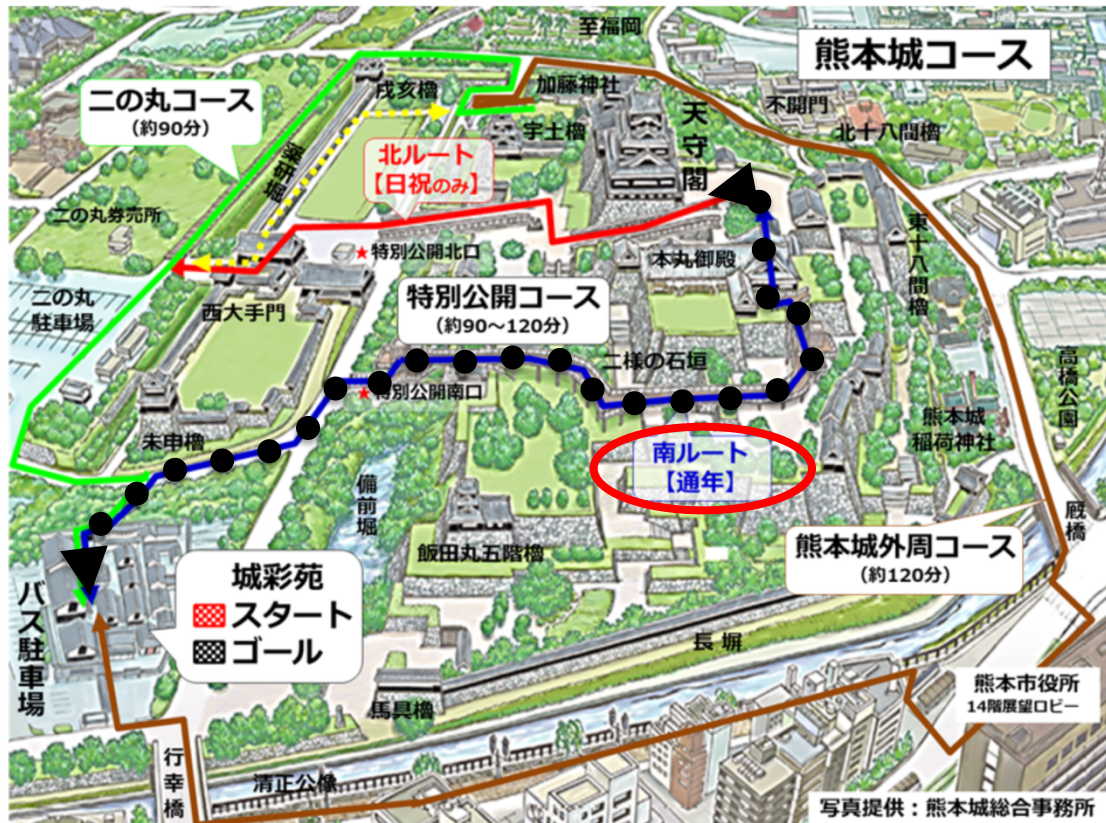 熊本城コース
至福岡
加藤神社
戌亥櫓
二の丸コース
(約90分)
不開門
北十八間櫓
宇土櫓
天守閣
北ルート
【日祝のみ】
薬研堀
二の丸券売所
東十八間櫓
★特別公開北口
本丸御殿
二の丸
駐車場
西大手門
特別公開コース
(約90~120分)
二様の石垣
★特別公開南口
高橋公園
熊本城
稲荷神社
未申櫓
南ルート
【通年】
備前堀
厩橋
飯田丸五階櫓
熊本城外周コース
(約120分)
城彩苑
スタート
ゴール
バス駐車場
長塀
熊本市役所
14階展望ロビー
馬具櫓
行幸橋
清正公像
写真提供:熊本城総合事務所